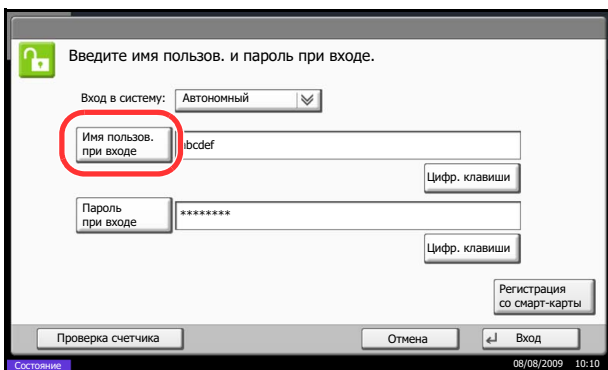 Введите имя пользов. и пароль при входе.
Вход в систему: Автономный
Имя пользов.
при входе
bcdef
Цифр. клавиши
Пароль
при входе
********
Цифр. клавиши
Регистрация
со смарт-карты
Проверка счетчика Отмена Вход
Состояние 08/08/2009 10:10